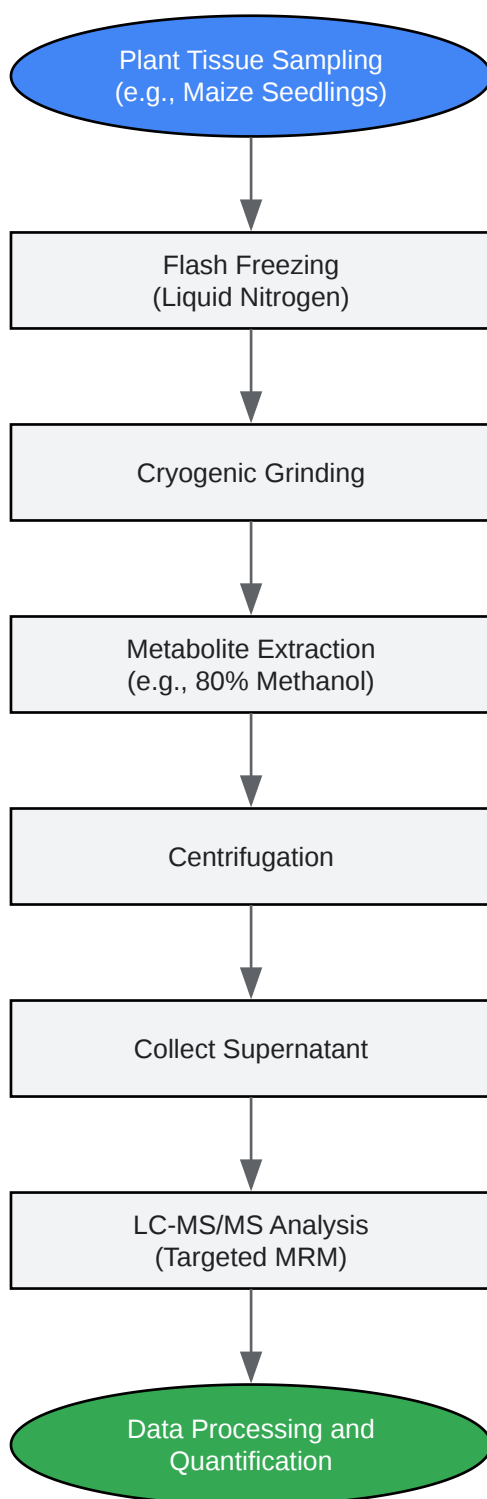 Plant Tissue Sampling
(e.g., Maize Seedlings)
Flash Freezing
(Liquid Nitrogen)
Cryogenic Grinding
Metabolite Extraction
(e.g., 80% Methanol)
Centrifugation
Collect Supernatant
LC-MS/MS Analysis
(Targeted MRM)
Data Processing and
Quantification